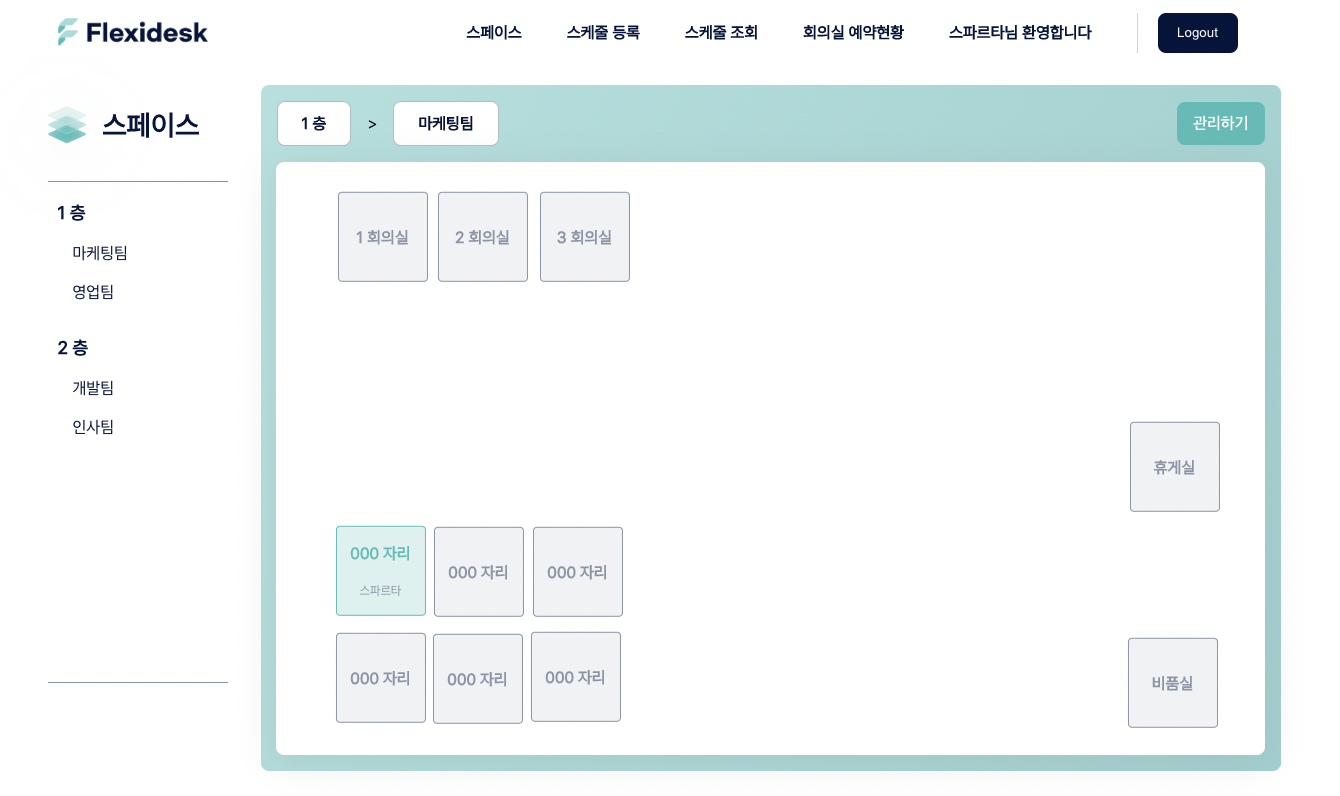 Flexidesk
스페이스
스케줄 등록
스케줄 조회
회의실 예약현황
스파르타님 환영합니다
Logout
스페이스
1 층
마케팅팀
영업팀
2 층
개발팀
인사팀
1 층 > 마케팅팀
관리하기
1 회의실
2 회의실
3 회의실
휴게실
000 자리
스파르타
000 자리
000 자리
000 자리
000 자리
000 자리
비품실